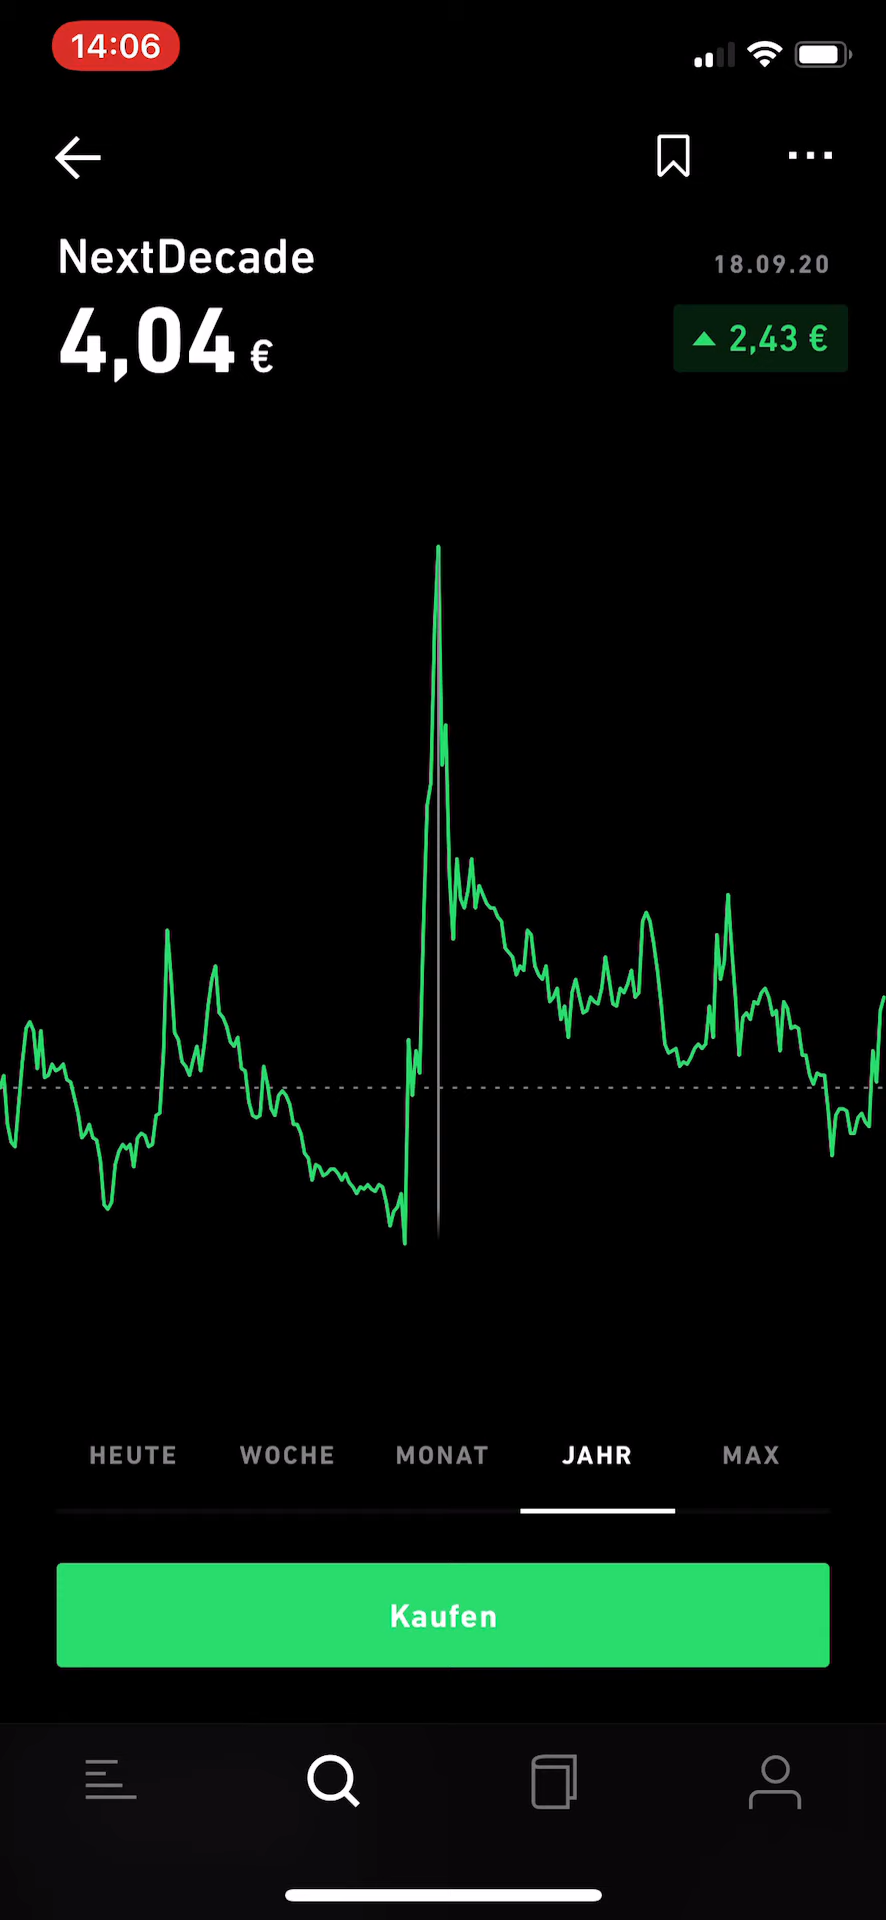 14:06
NextDecade
18.09.20
4,04 €
2,43 €
HEUTE WOCHE MONAT JAHR MAX
Kaufen